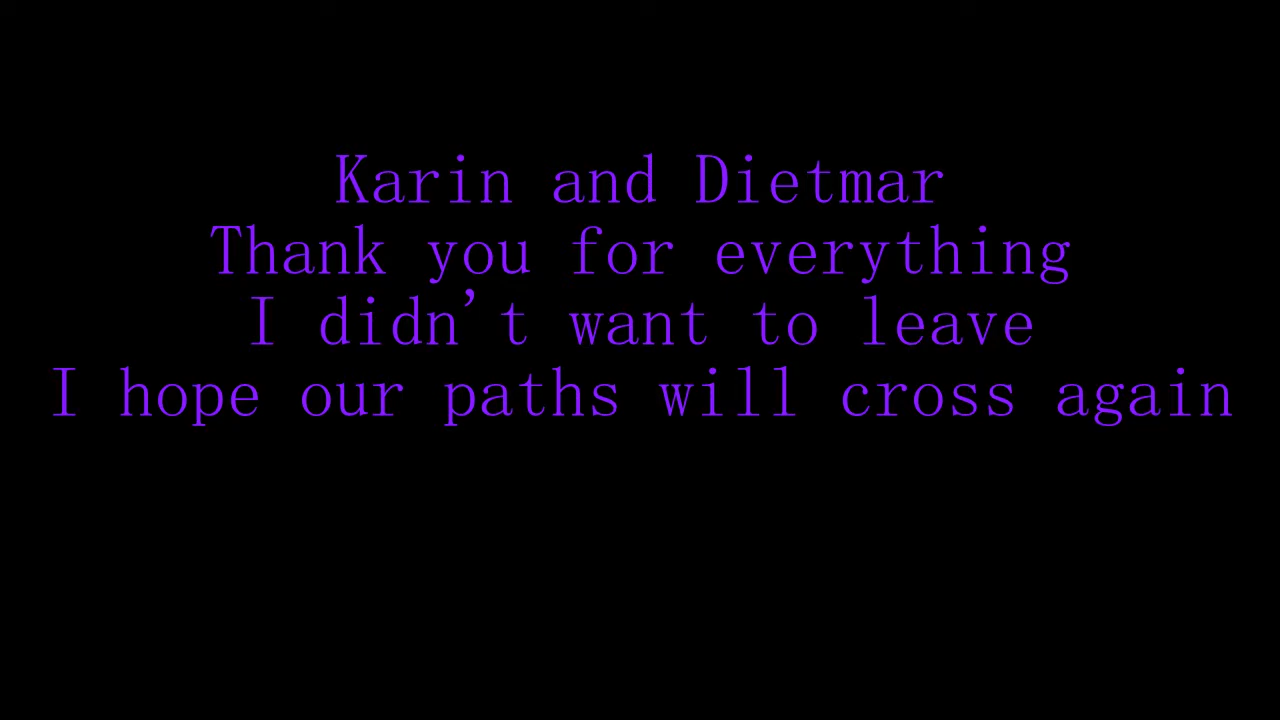 Karin and Dietmar
Thank you for everything
I didn't want to leave
I hope our paths will cross again